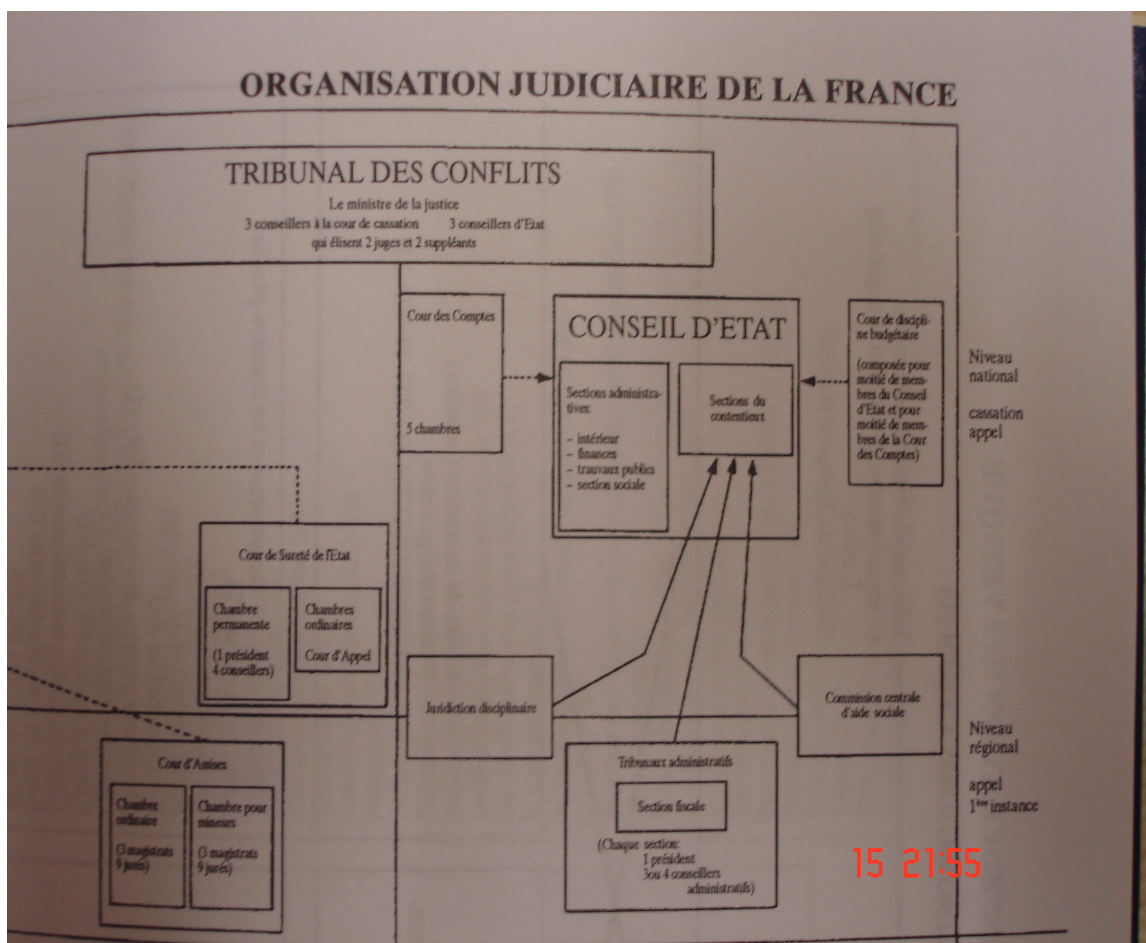 ORGANISATION JUDICIAIRE DE LA FRANCE
TRIBUNAL DES CONFLITS
Le ministre de la justice
3 conseillers à la cour de cassation 3 conseillers d'Etat
qui élisent 2 juges et 2 suppléants
Cour des Comptes
5 chambres
CONSEIL D'ETAT
Sections administra-
tives:
– intérieur
– finances
– trauvaux publics
– section sociale
Sections du
contentieux
Cour de discipli-
ne budgétaire
(composée pour
moitié de mem-
bres du Conseil
d'Etat et pour
moitié de mem-
bres de la Cour
des Comptes)
Niveau
national
cassation
appel
Cour de Sureté de l'Etat
Chambre
permanente
(1 président
4 conseillers)
Chambres
ordinaires
Cour d'Appel
Juridiction disciplinaire
Commission centrale
d'aide sociale
Niveau
régional
appel
1ère instance
Cour d'Assises
Chambre
ordinaire
(3 magistrats
9 jurés)
Chambre pour
mineurs
(3 magistrats
9 jurés)
Tribunaux administratifs
Section fiscale
(Chaque section:
1 président
3ou 4 conseillers
administratifs)
15 21:55